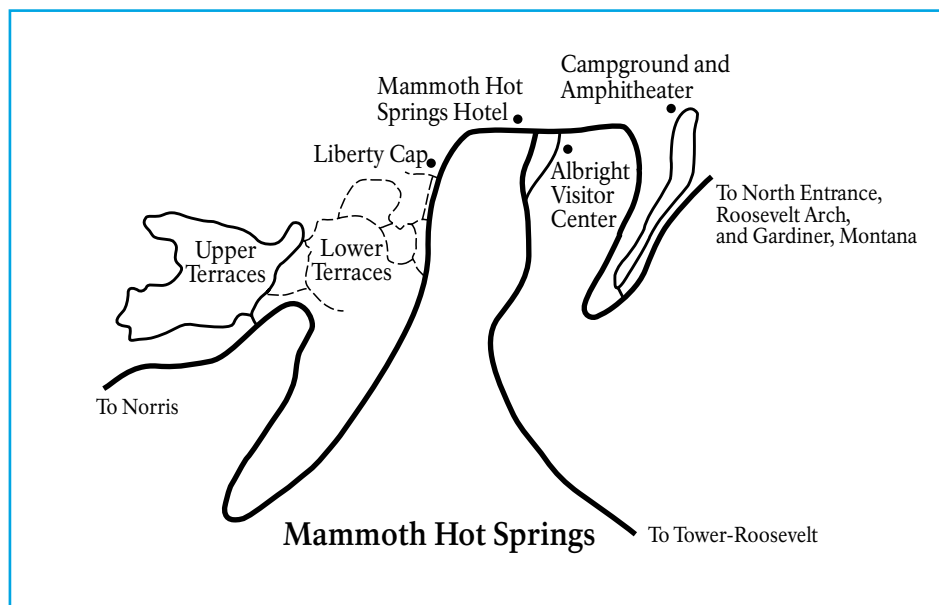 Campground and
Amphitheater
Mammoth Hot
Springs Hotel
Liberty Cap
Albright
Visitor
Center
To North Entrance,
Roosevelt Arch,
and Gardiner, Montana
Upper
Terraces
Lower
Terraces
To Norris
Mammoth Hot Springs
To Tower-Roosevelt